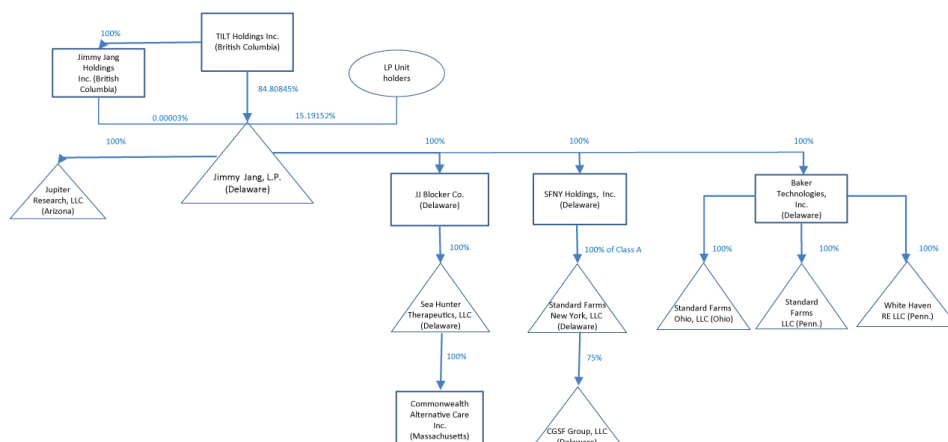 100%
TILT Holdings Inc.
(British Columbia)
Jimmy Jang
Holdings
Inc. (British
Columbia)
LP Unit
holders
84.80845%
0.00003%
15.19152%
100%
100%
100%
100%
Jimmy Jang, L.P.
(Delaware)
Jupiter
Research, LLC
(Arizona)
JJ Blocker Co.
(Delaware)
SFNY Holdings, Inc.
(Delaware)
Baker
Technologies,
Inc.
(Delaware)
100%
100% of Class A
100%
100%
100%
Sea Hunter
Therapeutics, LLC
(Delaware)
Standard Farms
New York, LLC
(Delaware)
Standard Farms
Ohio, LLC (Ohio)
Standard
Farms
LLC (Penn.)
White Haven
RE LLC (Penn.)
100%
75%
Commonwealth
Alternative Care
Inc.
(Massachusetts)
CGSF Group, LLC
(Delaware)